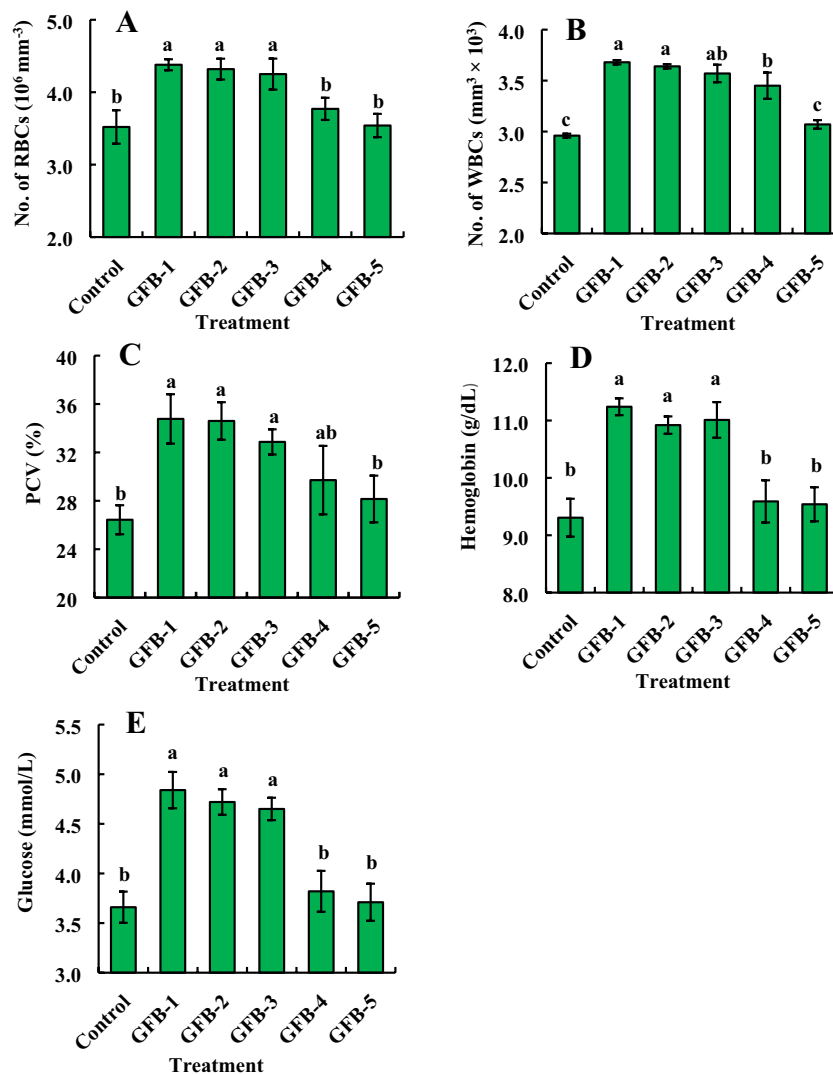 A
No. of RBCs (10⁶ mm⁻³)
5.0
4.0
3.0
2.0
b a a a b b
Control GFB-1 GFB-2 GFB-3 GFB-4 GFB-5
Treatment
B
No. of WBCs (mm³ × 10³)
4.0
3.5
3.0
2.5
2.0
c a a ab b c
Control GFB-1 GFB-2 GFB-3 GFB-4 GFB-5
Treatment
C
PCV (%)
40
36
32
28
24
20
b a a a ab b
Control GFB-1 GFB-2 GFB-3 GFB-4 GFB-5
Treatment
D
Hemoglobin (g/dL)
12.0
11.0
10.0
9.0
8.0
b a a a b b
Control GFB-1 GFB-2 GFB-3 GFB-4 GFB-5
Treatment
E
Glucose (mmol/L)
5.5
5.0
4.5
4.0
3.5
3.0
b a a a b b
Control GFB-1 GFB-2 GFB-3 GFB-4 GFB-5
Treatment